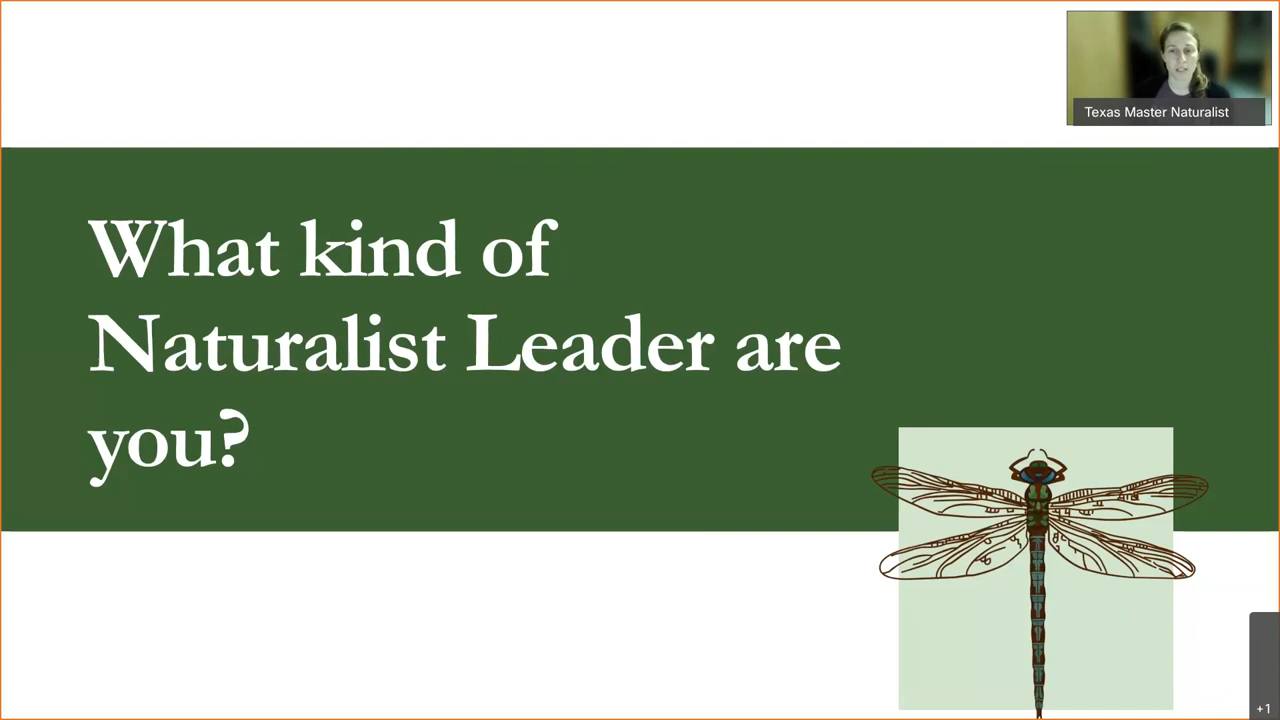 Texas Master Naturalist
What kind of
Naturalist Leader are
you?
+1